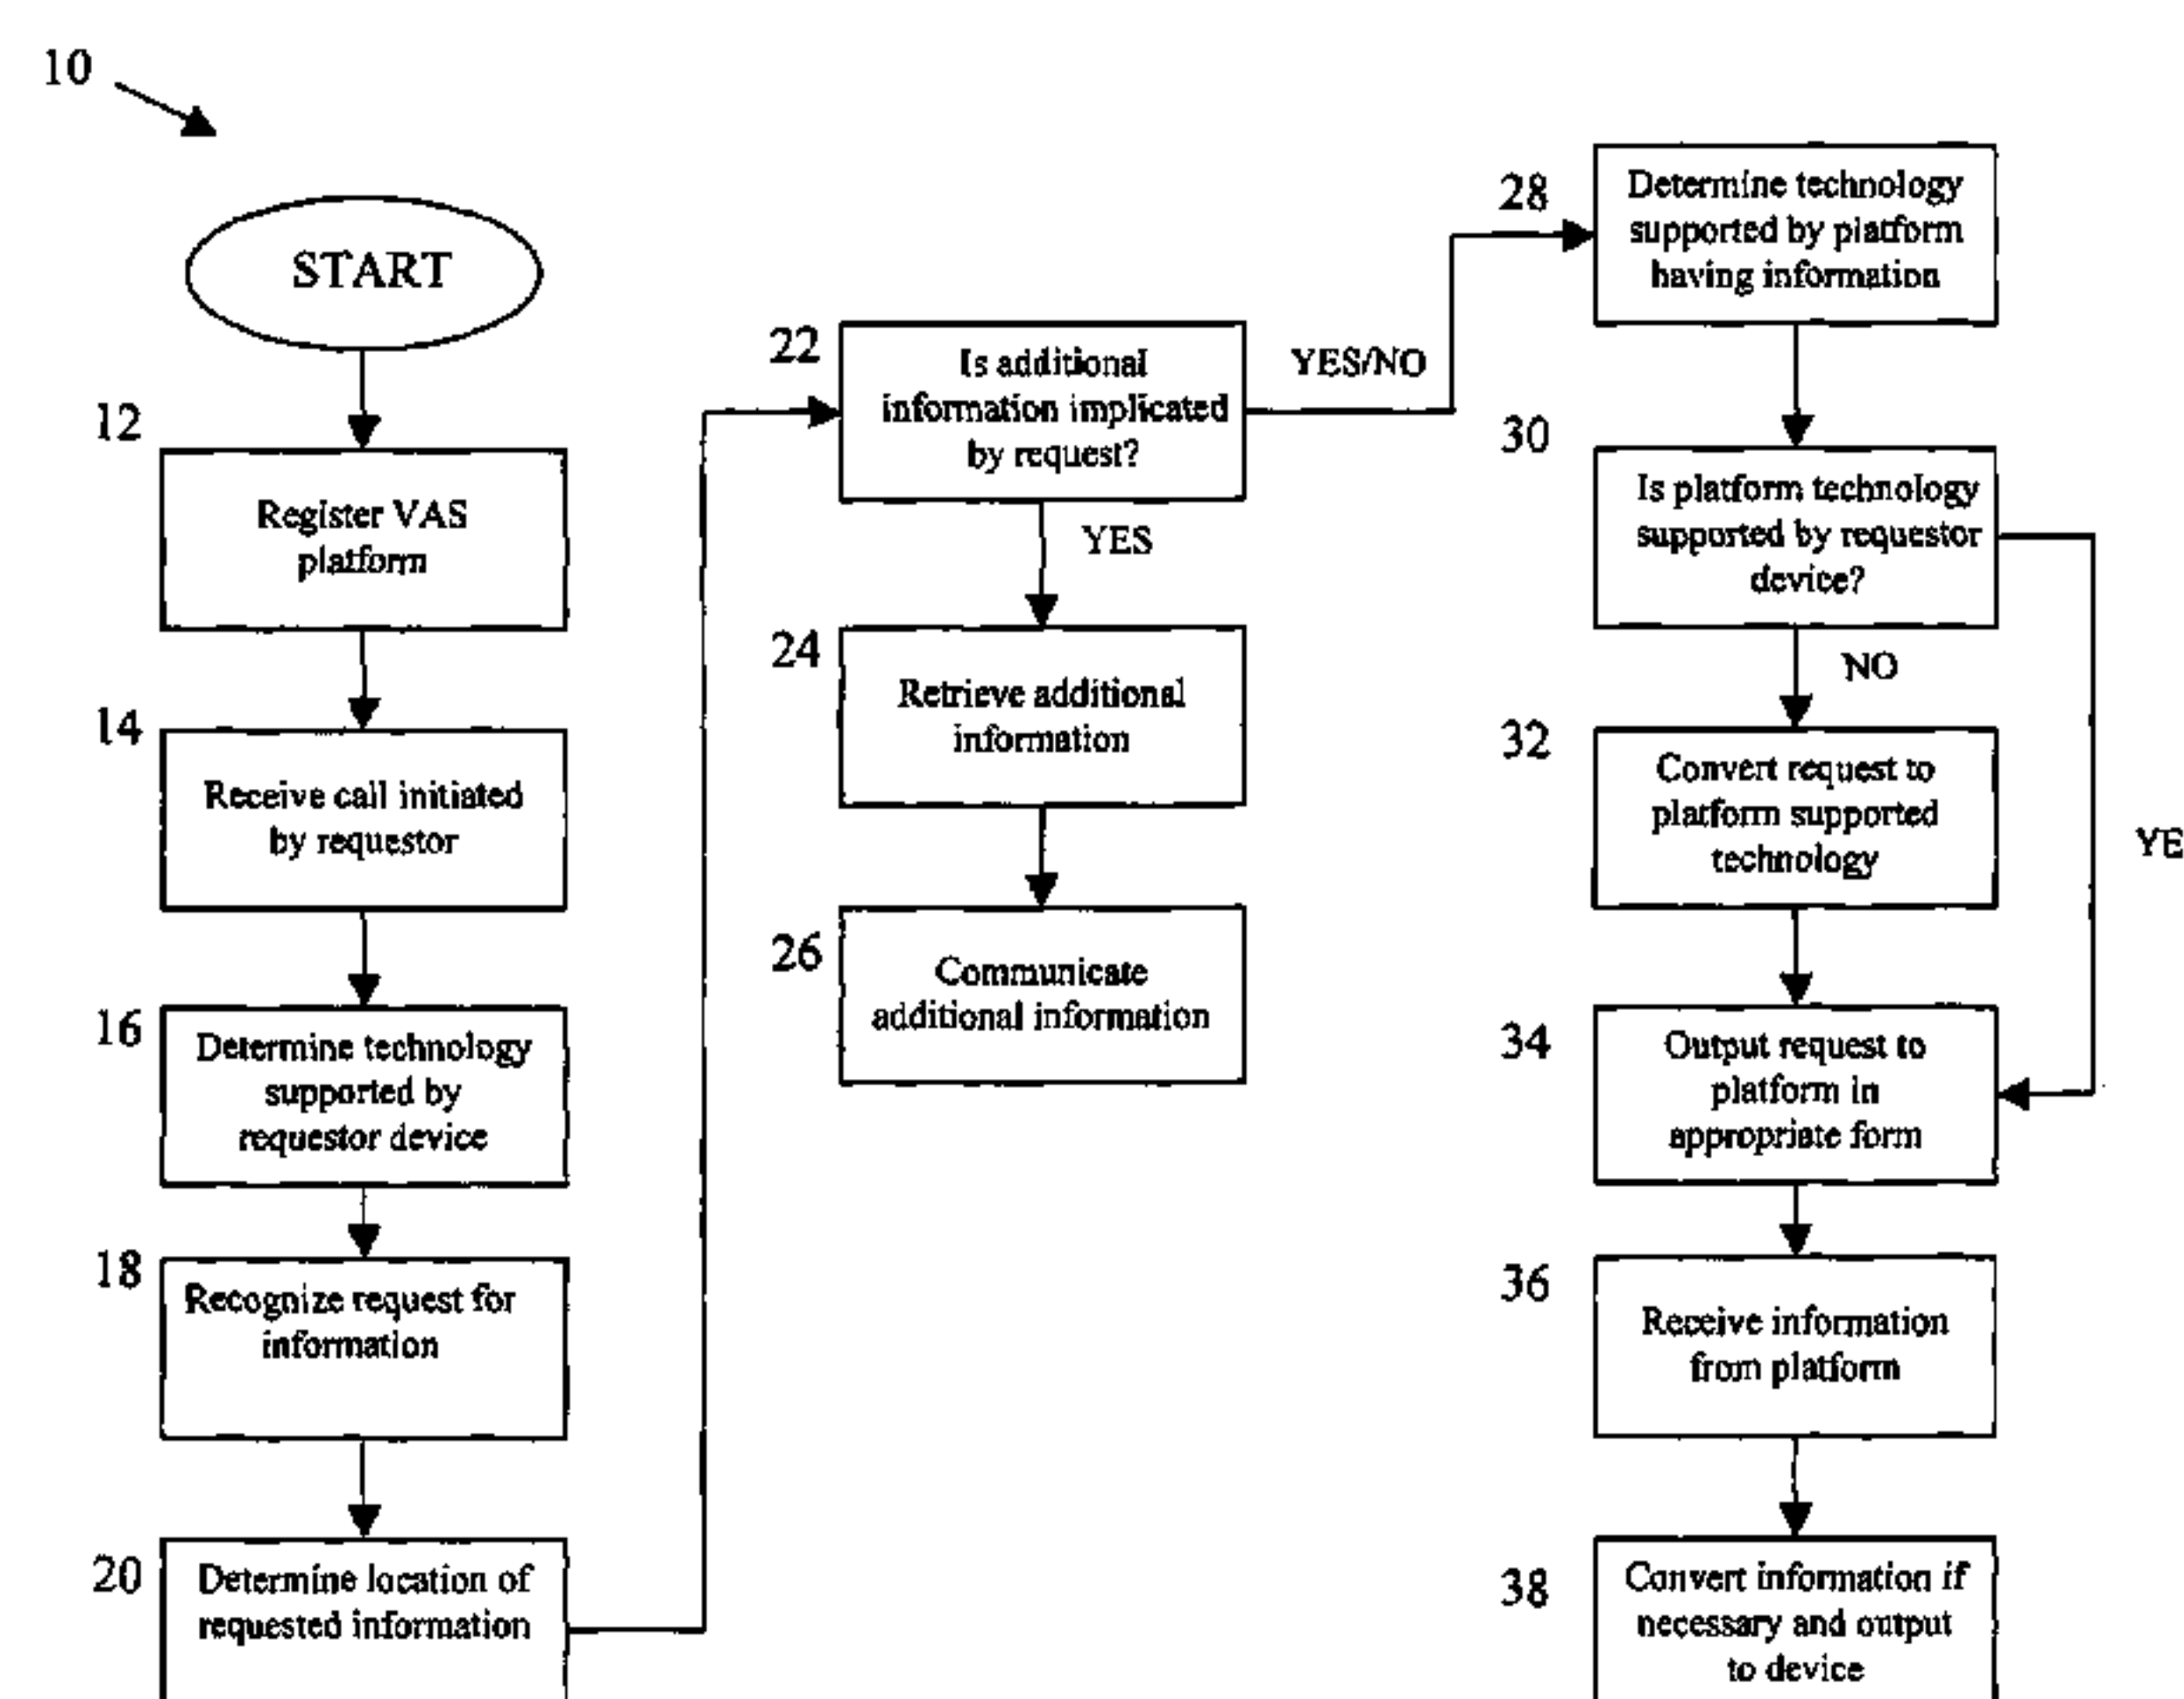 10
START
12
Register VAS
platform
14
Receive call initiated
by requestor
16
Determine technology
supported by
requestor device
18
Recognize request for
information
20
Determine location of
requested information
22
Is additional
information implicated
by request?
YES/NO
YES
24
Retrieve additional
information
26
Communicate
additional information
28
Determine technology
supported by platform
having information
30
Is platform technology
supported by requestor
device?
NO
YE
32
Convert request to
platform supported
technology
34
Output request to
platform in
appropriate form
36
Receive information
from platform
38
Convert information if
necessary and output
to device